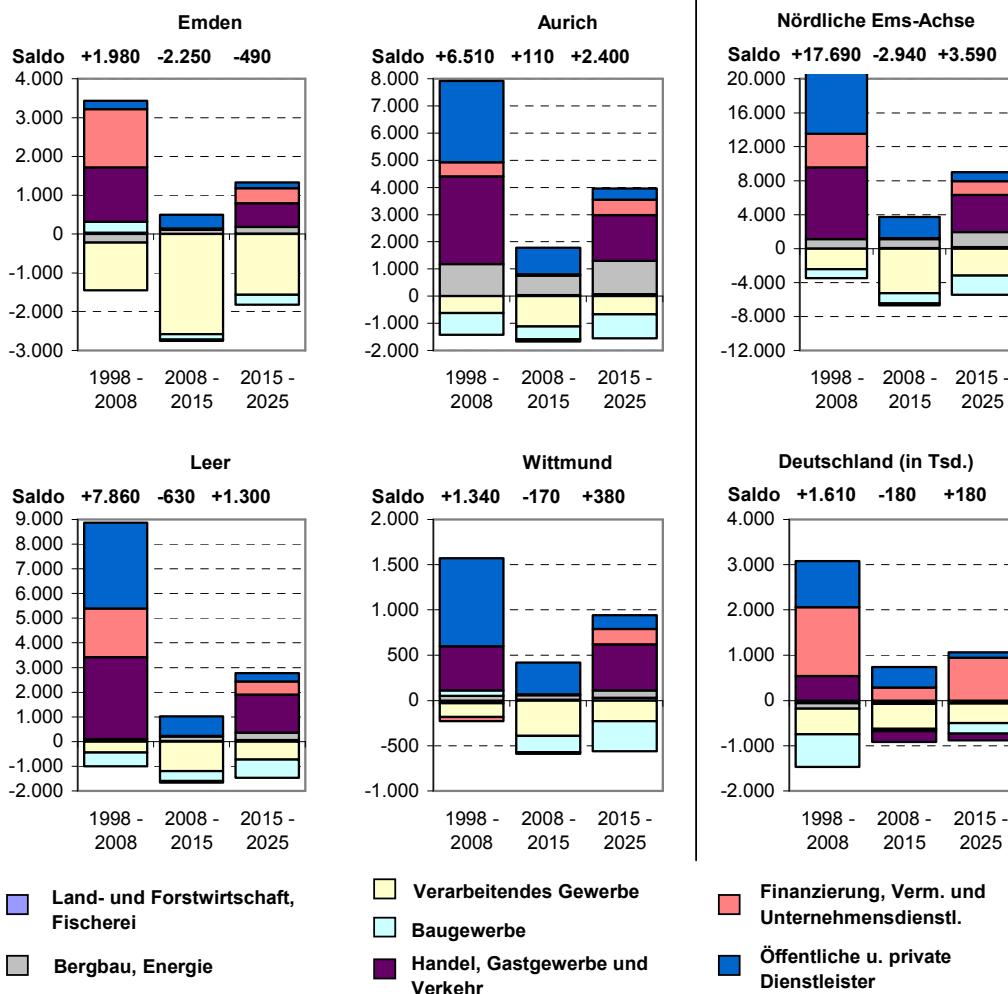 Emden
Saldo +1.980 -2.250 -490
4.000
3.000
2.000
1.000
0
-1.000
-2.000
-3.000
1998 - 2008 - 2015 -
2008 2015 2025
Aurich
Saldo +6.510 +110 +2.400
8.000
7.000
6.000
5.000
4.000
3.000
2.000
1.000
0
-1.000
-2.000
1998 - 2008 - 2015 -
2008 2015 2025
Nördliche Ems-Achse
Saldo +17.690 -2.940 +3.590
20.000
16.000
12.000
8.000
4.000
0
-4.000
-8.000
-12.000
1998 - 2008 - 2015 -
2008 2015 2025
Leer
Saldo +7.860 -630 +1.300
9.000
8.000
7.000
6.000
5.000
4.000
3.000
2.000
1.000
0
-1.000
-2.000
1998 - 2008 - 2015 -
2008 2015 2025
Wittmund
Saldo +1.340 -170 +380
2.000
1.500
1.000
500
0
-500
-1.000
1998 - 2008 - 2015 -
2008 2015 2025
Deutschland (in Tsd.)
Saldo +1.610 -180 +180
4.000
3.000
2.000
1.000
0
-1.000
-2.000
1998 - 2008 - 2015 -
2008 2015 2025
Land- und Forstwirtschaft,
Fischerei
Bergbau, Energie
Verarbeitendes Gewerbe
Baugewerbe
Handel, Gastgewerbe und
Verkehr
Finanzierung, Verm. und
Unternehmensdienstl.
Öffentliche u. private
Dienstleister